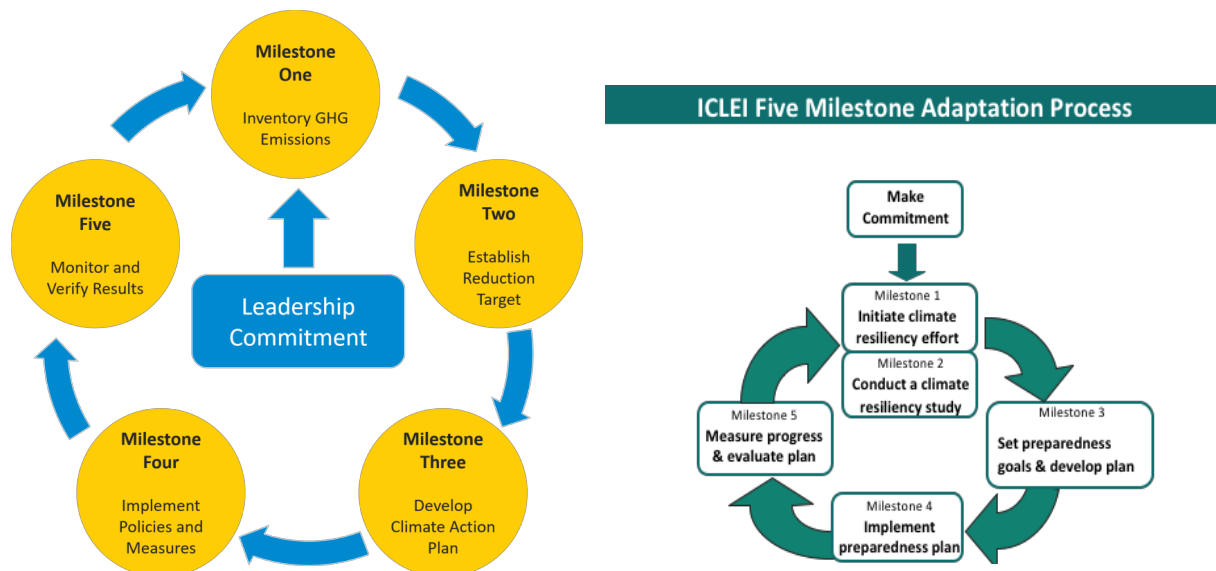 Milestone
One
Inventory GHG
Emissions
Milestone
Two
Establish
Reduction
Target
Milestone
Three
Develop
Climate Action
Plan
Milestone
Four
Implement
Policies and
Measures
Milestone
Five
Monitor and
Verify Results
Leadership
Commitment
ICLEI Five Milestone Adaptation Process
Make
Commitment
Milestone 1
Initiate climate
resiliency effort
Milestone 2
Conduct a climate
resiliency study
Milestone 3
Set preparedness
goals & develop plan
Milestone 4
Implement
preparedness plan
Milestone 5
Measure progress
& evaluate plan